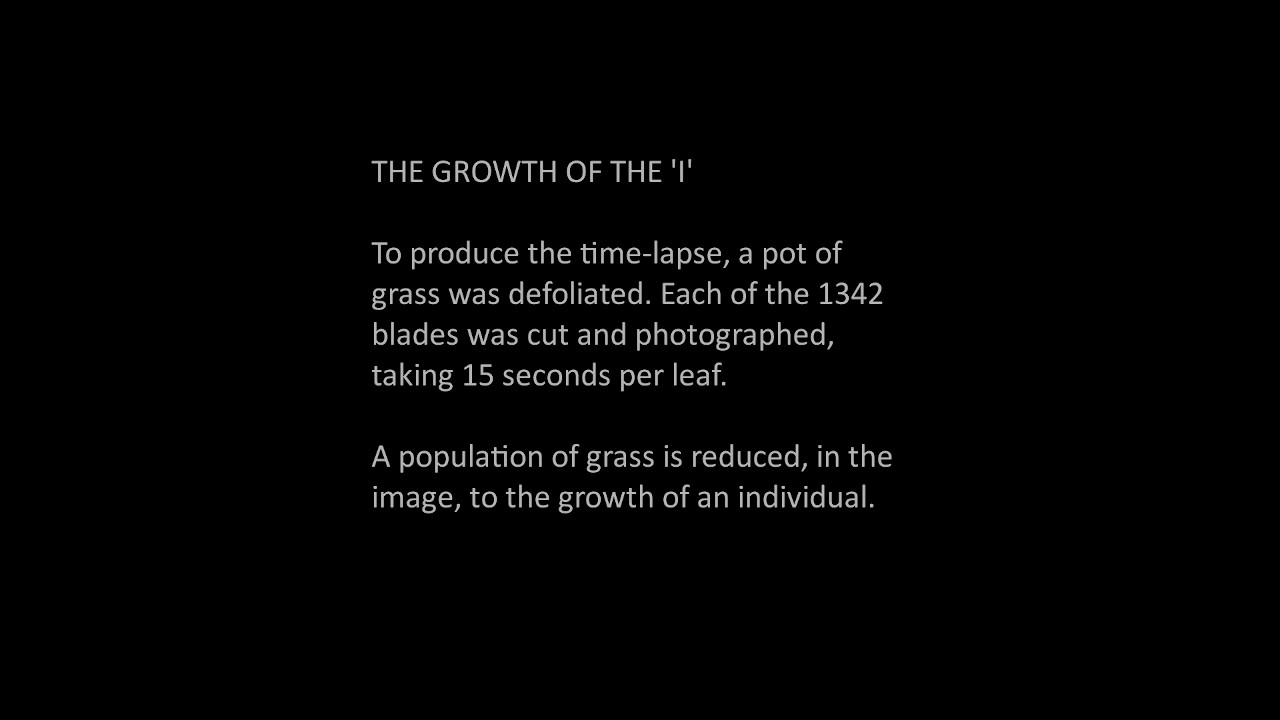 THE GROWTH OF THE 'I'
To produce the time-lapse, a pot of
grass was defoliated. Each of the 1342
blades was cut and photographed,
taking 15 seconds per leaf.
A population of grass is reduced, in the
image, to the growth of an individual.